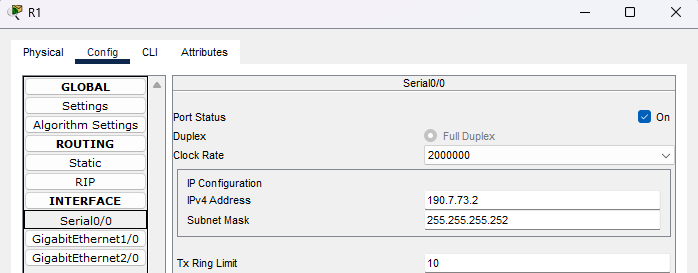 R1
Physical Config CLI Attributes
GLOBAL
Settings
Algorithm Settings
ROUTING
Static
RIP
INTERFACE
Serial0/0
GigabitEthernet1/0
GigabitEthernet2/0
Serial0/0
Port Status On
Duplex Full Duplex
Clock Rate 2000000
IP Configuration
IPv4 Address 190.7.73.2
Subnet Mask 255.255.255.252
Tx Ring Limit 10